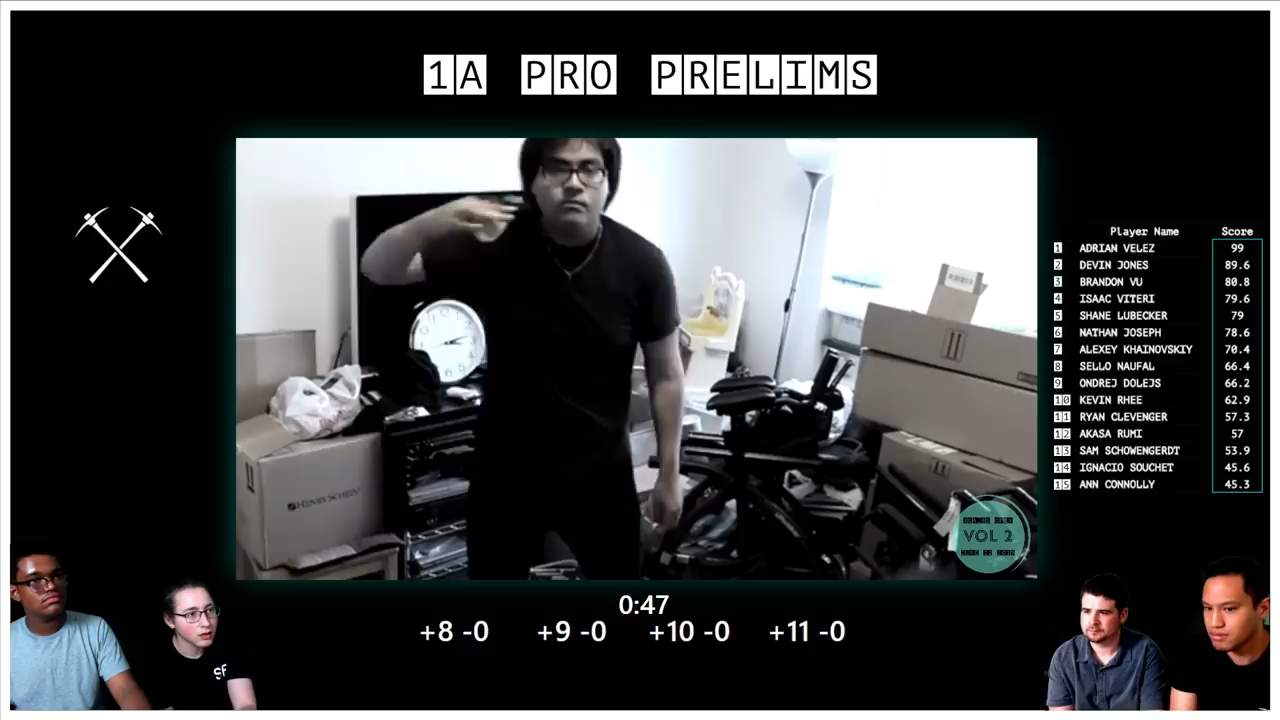 1A PRO PRELIMS
Player Name Score
1 ADRIAN VELEZ 99
2 DEVIN JONES 89.6
3 BRANDON VU 80.8
4 ISAAC VITERI 79.6
5 SHANE LUBECKER 79
6 NATHAN JOSEPH 78.6
7 ALEXEY KHAINOVSKIY 70.4
8 SELLO NAUFAL 66.4
9 ONDREJ DOLEJS 66.2
10 KEVIN RHEE 62.9
11 RYAN CLEVENGER 57.3
12 AKASA RUMI 57
13 SAM SCHOWENGERDT 53.9
14 IGNACIO SOUCHET 45.6
15 ANN CONNOLLY 45.3
HENRY SCHEIN
VOL 2
0:47
+8 -0 +9 -0 +10 -0 +11 -0
SF